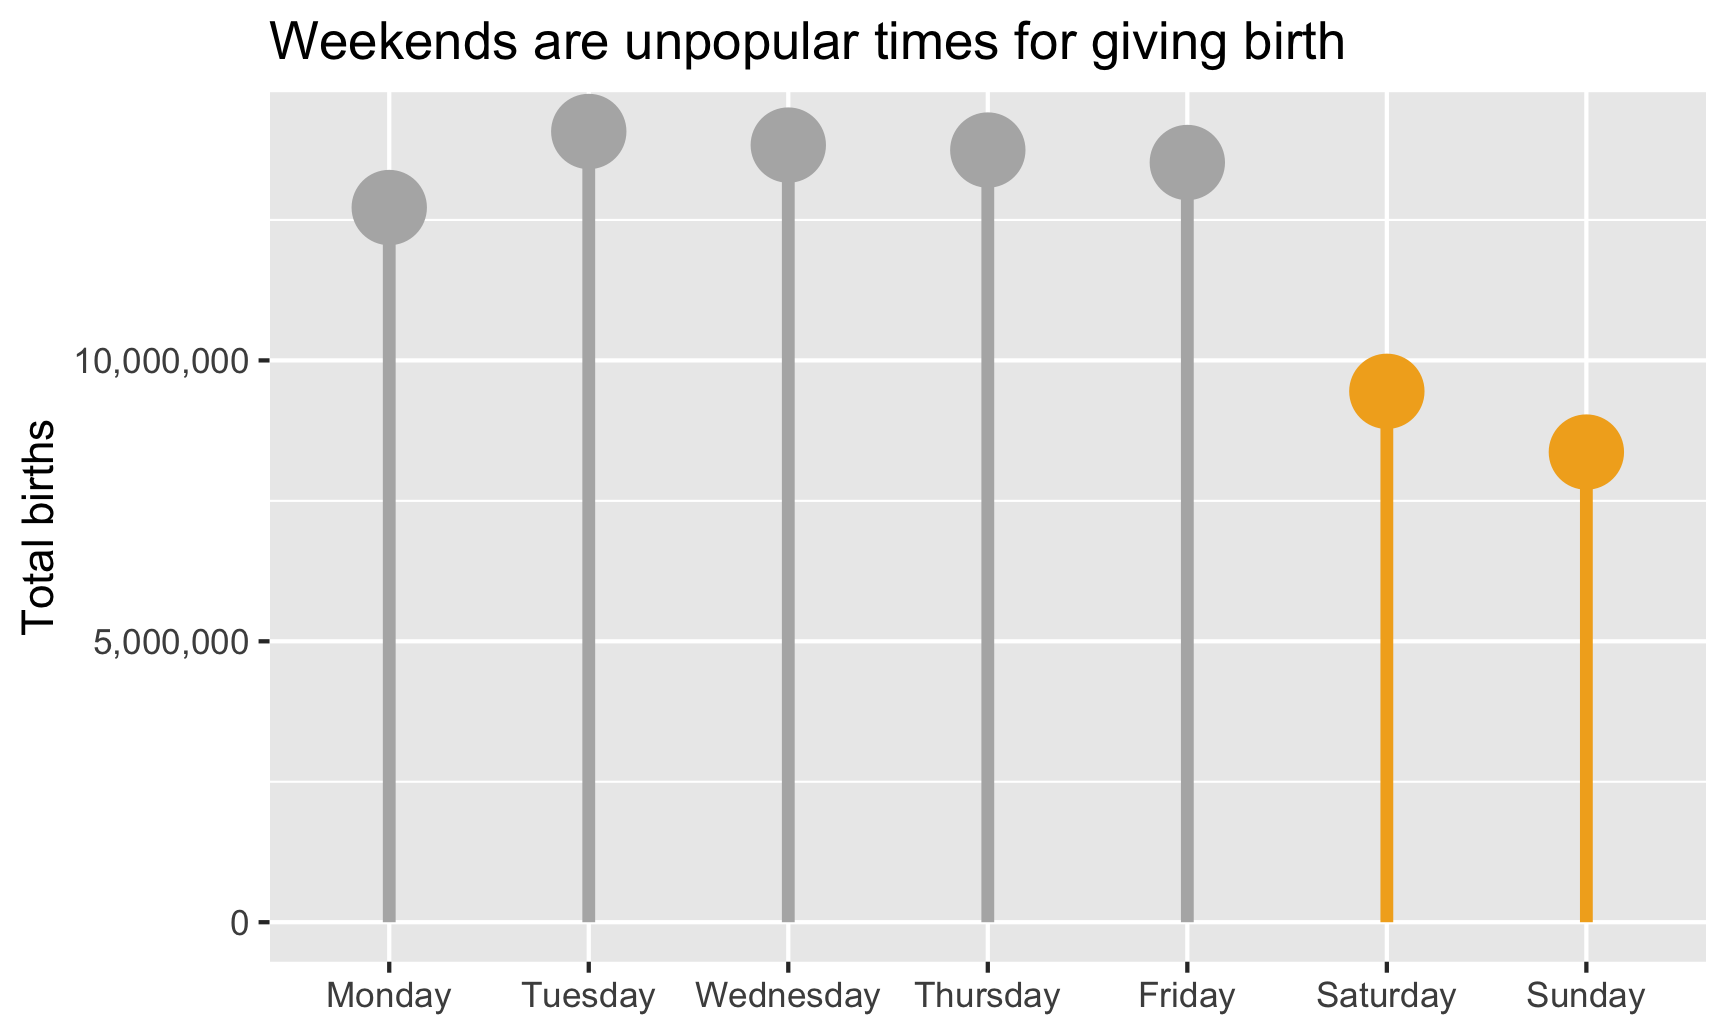 Weekends are unpopular times for giving birth
Total births
10,000,000
5,000,000
0
Monday Tuesday Wednesday Thursday Friday Saturday Sunday